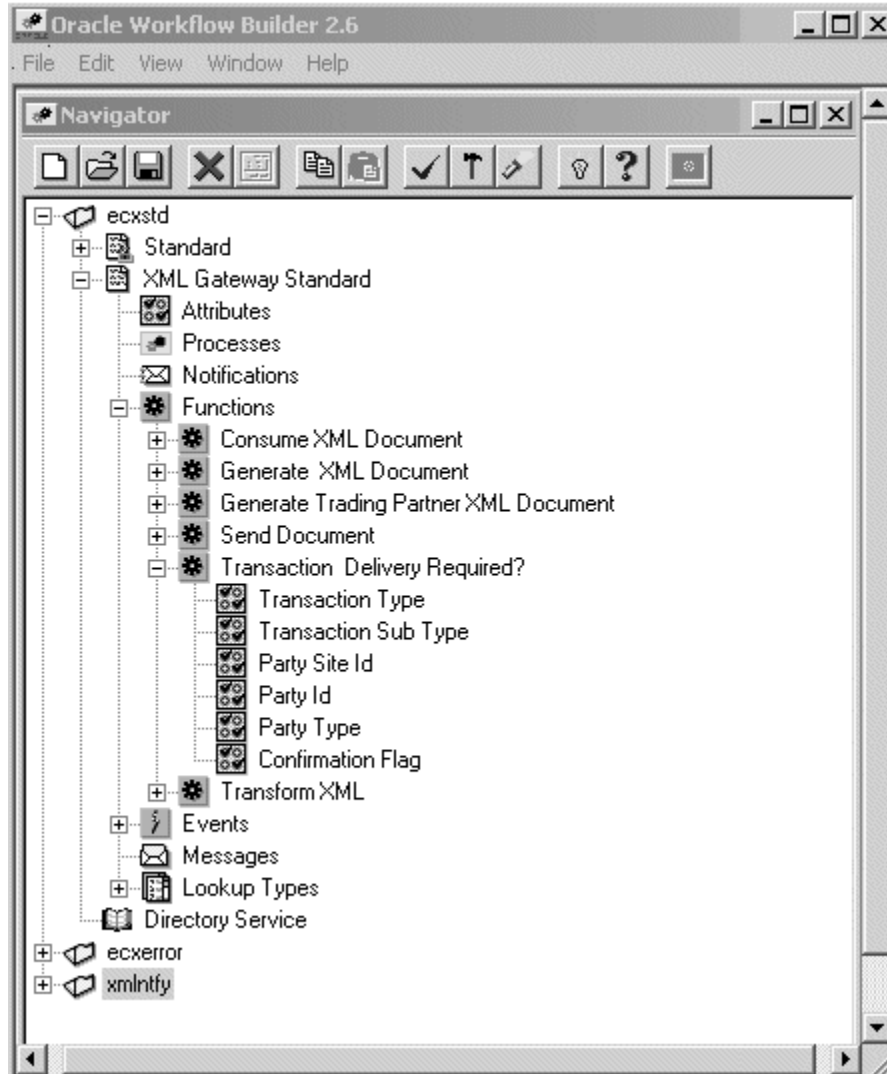 Oracle Workflow Builder 2.6
File Edit View Window Help
Navigator
ecxstd
Standard
XML Gateway Standard
Attributes
Processes
Notifications
Functions
Consume XML Document
Generate XML Document
Generate Trading Partner XML Document
Send Document
Transaction Delivery Required?
Transaction Type
Transaction Sub Type
Party Site Id
Party Id
Party Type
Confirmation Flag
Transform XML
Events
Messages
Lookup Types
Directory Service
ecxerror
xmlntfy